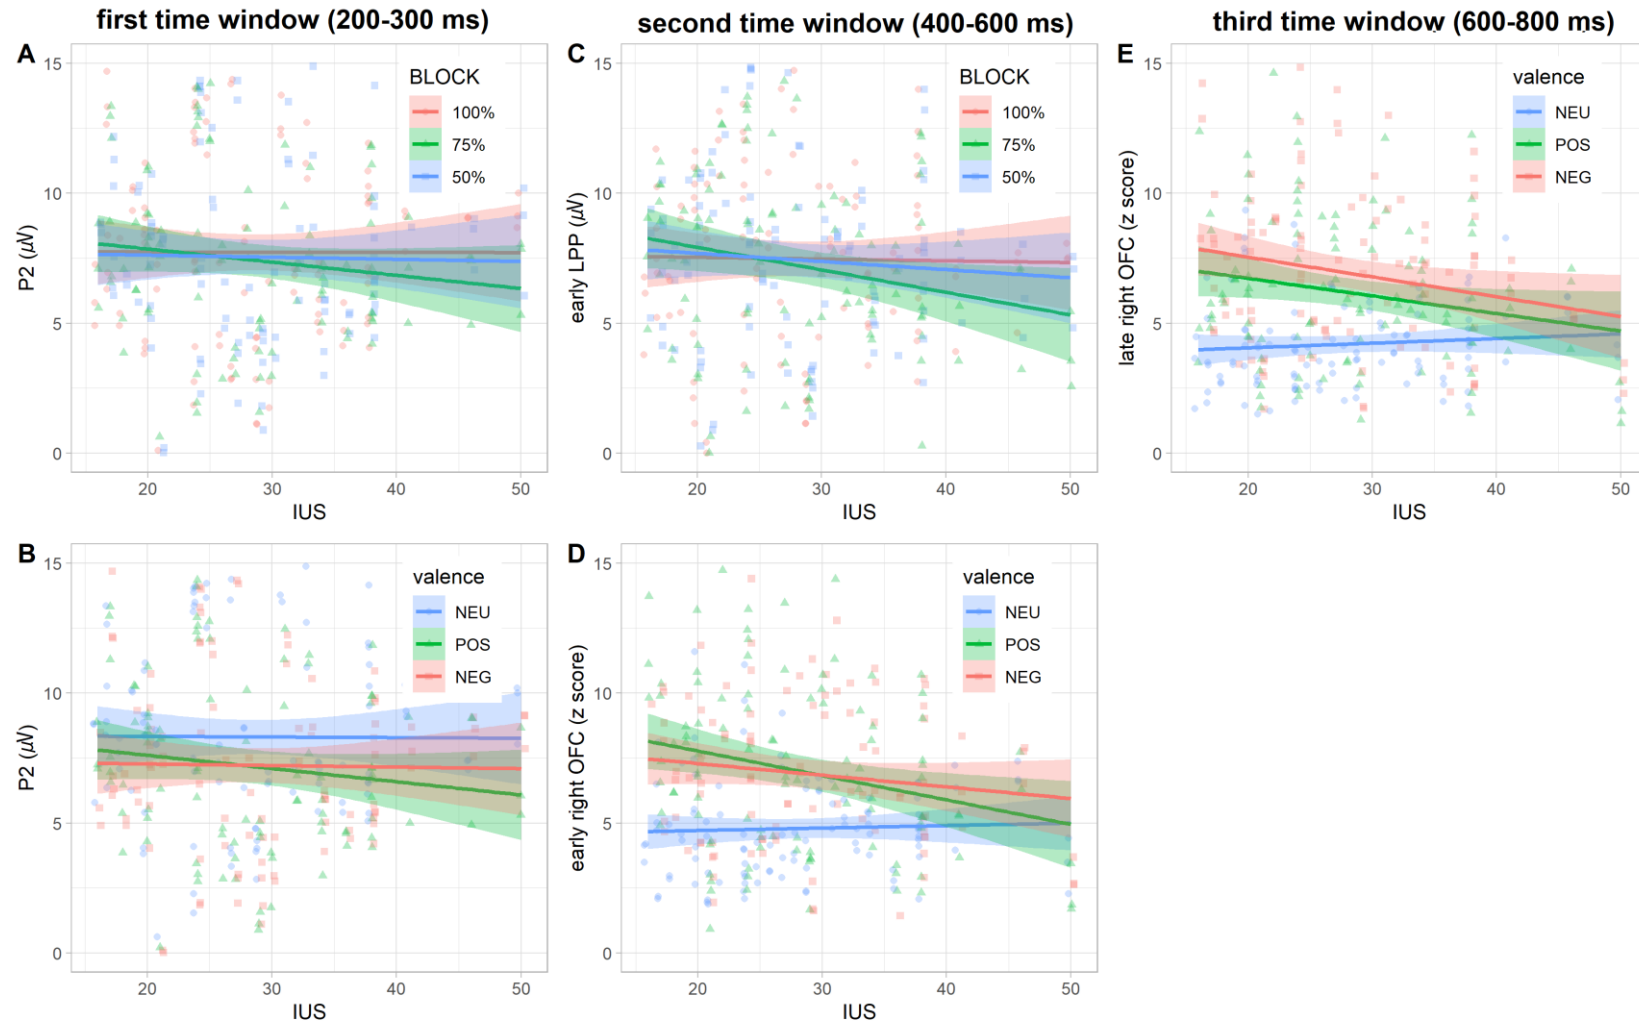 first time window (200-300 ms)
second time window (400-600 ms)
third time window (600-800 ms)
A
15
10
5
0
P2 (µV)
20
30
40
50
IUS
BLOCK
100%
75%
50%
C
15
10
5
0
early LPP (µV)
20
30
40
50
IUS
BLOCK
100%
75%
50%
E
15
10
5
0
late right OFC (z score)
20
30
40
50
IUS
valence
NEU
POS
NEG
B
15
10
5
0
P2 (µV)
20
30
40
50
IUS
valence
NEU
POS
NEG
D
15
10
5
0
early right OFC (z score)
20
30
40
50
IUS
valence
NEU
POS
NEG